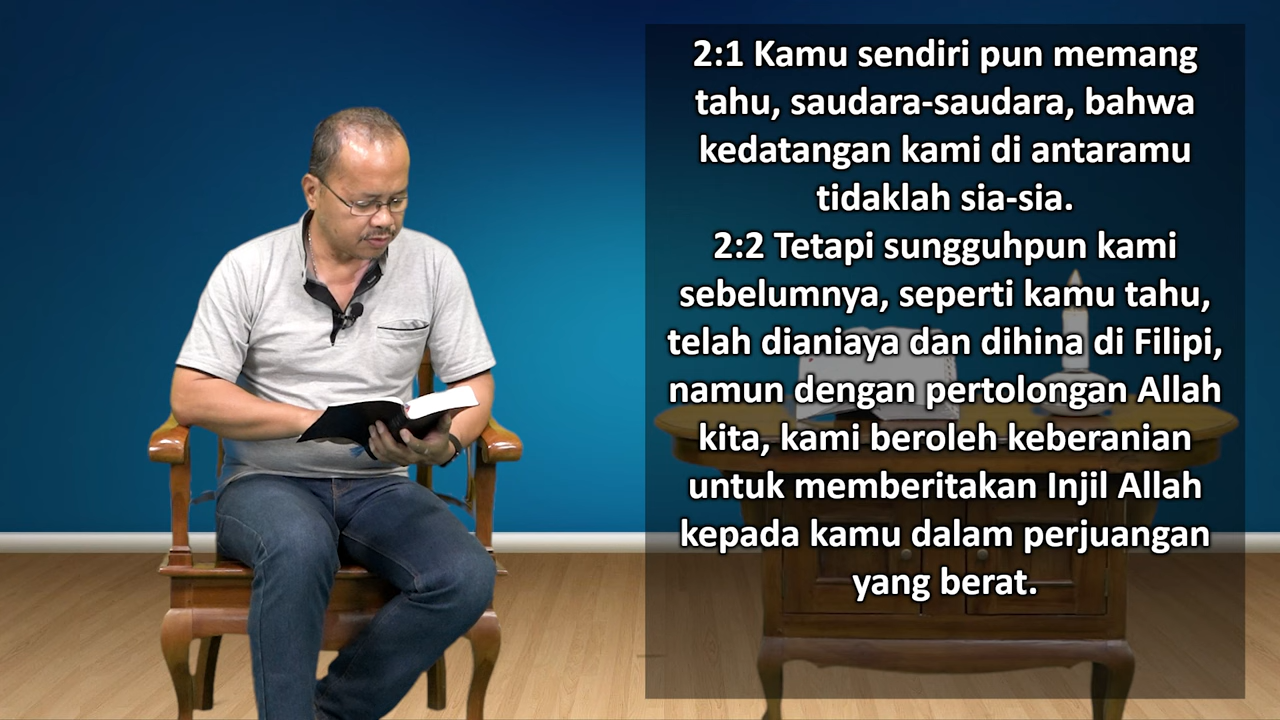 2:1 Kamu sendiri pun memang
tahu, saudara-saudara, bahwa
kedatangan kami di antaramu
tidaklah sia-sia.
2:2 Tetapi sungguhpun kami
sebelumnya, seperti kamu tahu,
telah dianiaya dan dihina di Filipi,
namun dengan pertolongan Allah
kita, kami beroleh keberanian
untuk memberitakan Injil Allah
kepada kamu dalam perjuangan
yang berat.